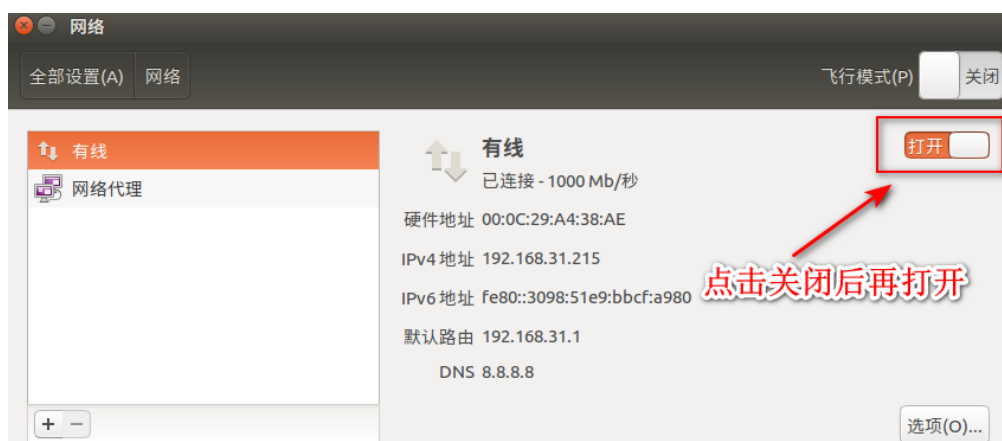 网络
全部设置(A) 网络 飞行模式(P) 关闭
有线
网络代理
有线 打开
已连接 - 1000 Mb/秒
硬件地址 00:0C:29:A4:38:AE
IPv4 地址 192.168.31.215
IPv6 地址 fe80::3098:51e9:bbcf:a980
默认路由 192.168.31.1
DNS 8.8.8.8
点击关闭后再打开
选项(O)...